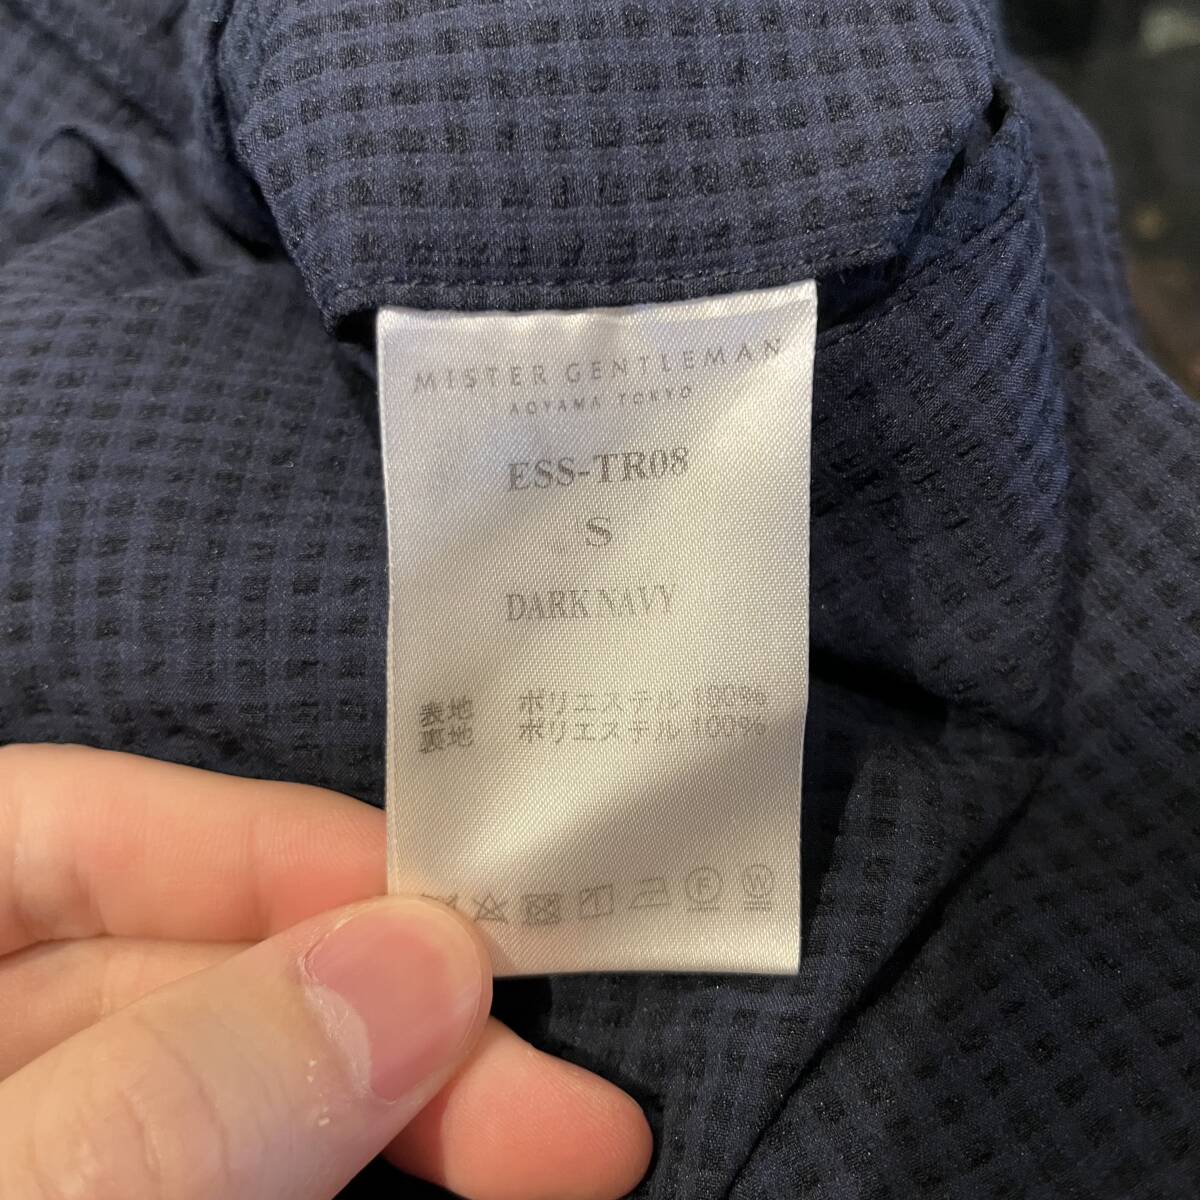 MISTER GENTLEMAN
AOYAMA TOKYO
ESS-TR08
S
DARK NAVY
表地 ポリエステル 100%
裏地 ポリエステル 100%
F
W